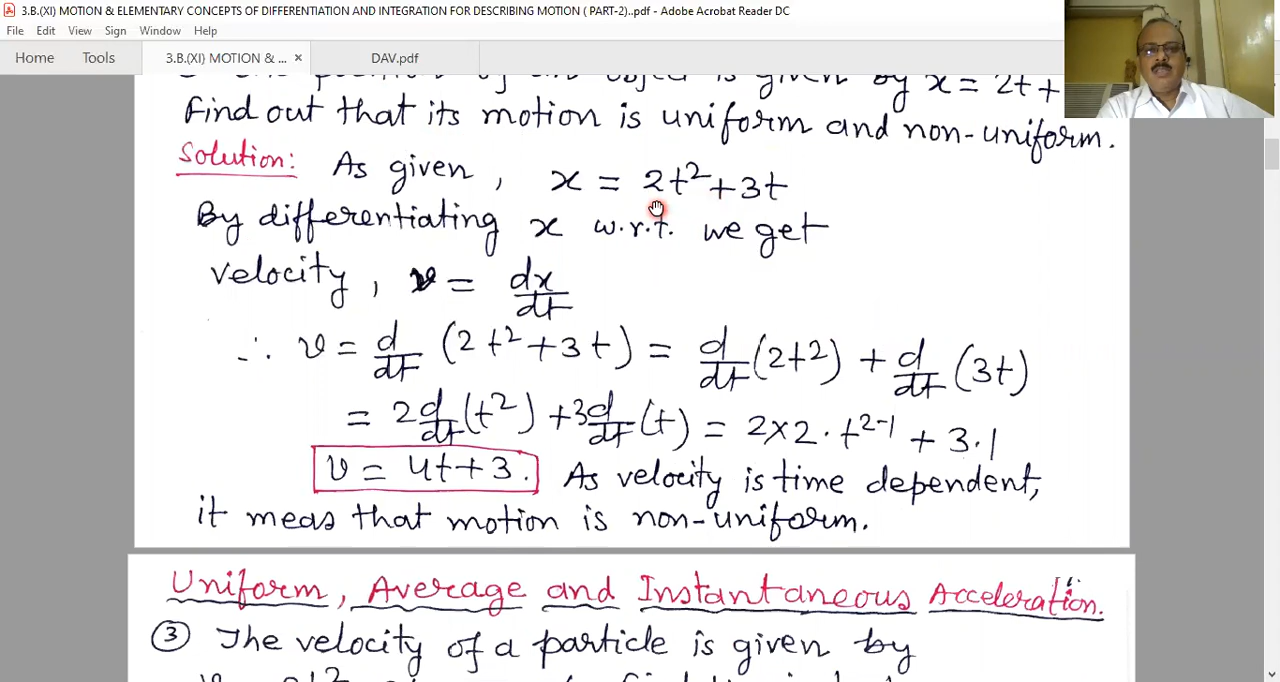 3.B.(XI) MOTION & ELEMENTARY CONCEPTS OF DIFFERENTIATION AND INTEGRATION FOR DESCRIBING MOTION ( PART-2)..pdf - Adobe Acrobat Reader DC
File Edit View Sign Window Help
Home Tools 3.B.(XI) MOTION & ... × DAV.pdf
object is given by x = 2t +
find out that its motion is uniform and non-uniform.
Solution: As given, x = 2t² + 3t
By differentiating x w.r.t. we get
velocity, v = dx/dt
∴ v = d/dt (2t² + 3t) = d/dt (2t2) + d/dt (3t)
= 2 d/dt (t²) + 3 d/dt (t) = 2×2·t²⁻¹ + 3·1
v = 4t+3. As velocity is time dependent,
it meas that motion is non-uniform.
Uniform, Average and Instantaneous Acceleration.
③ The velocity of a particle is given by